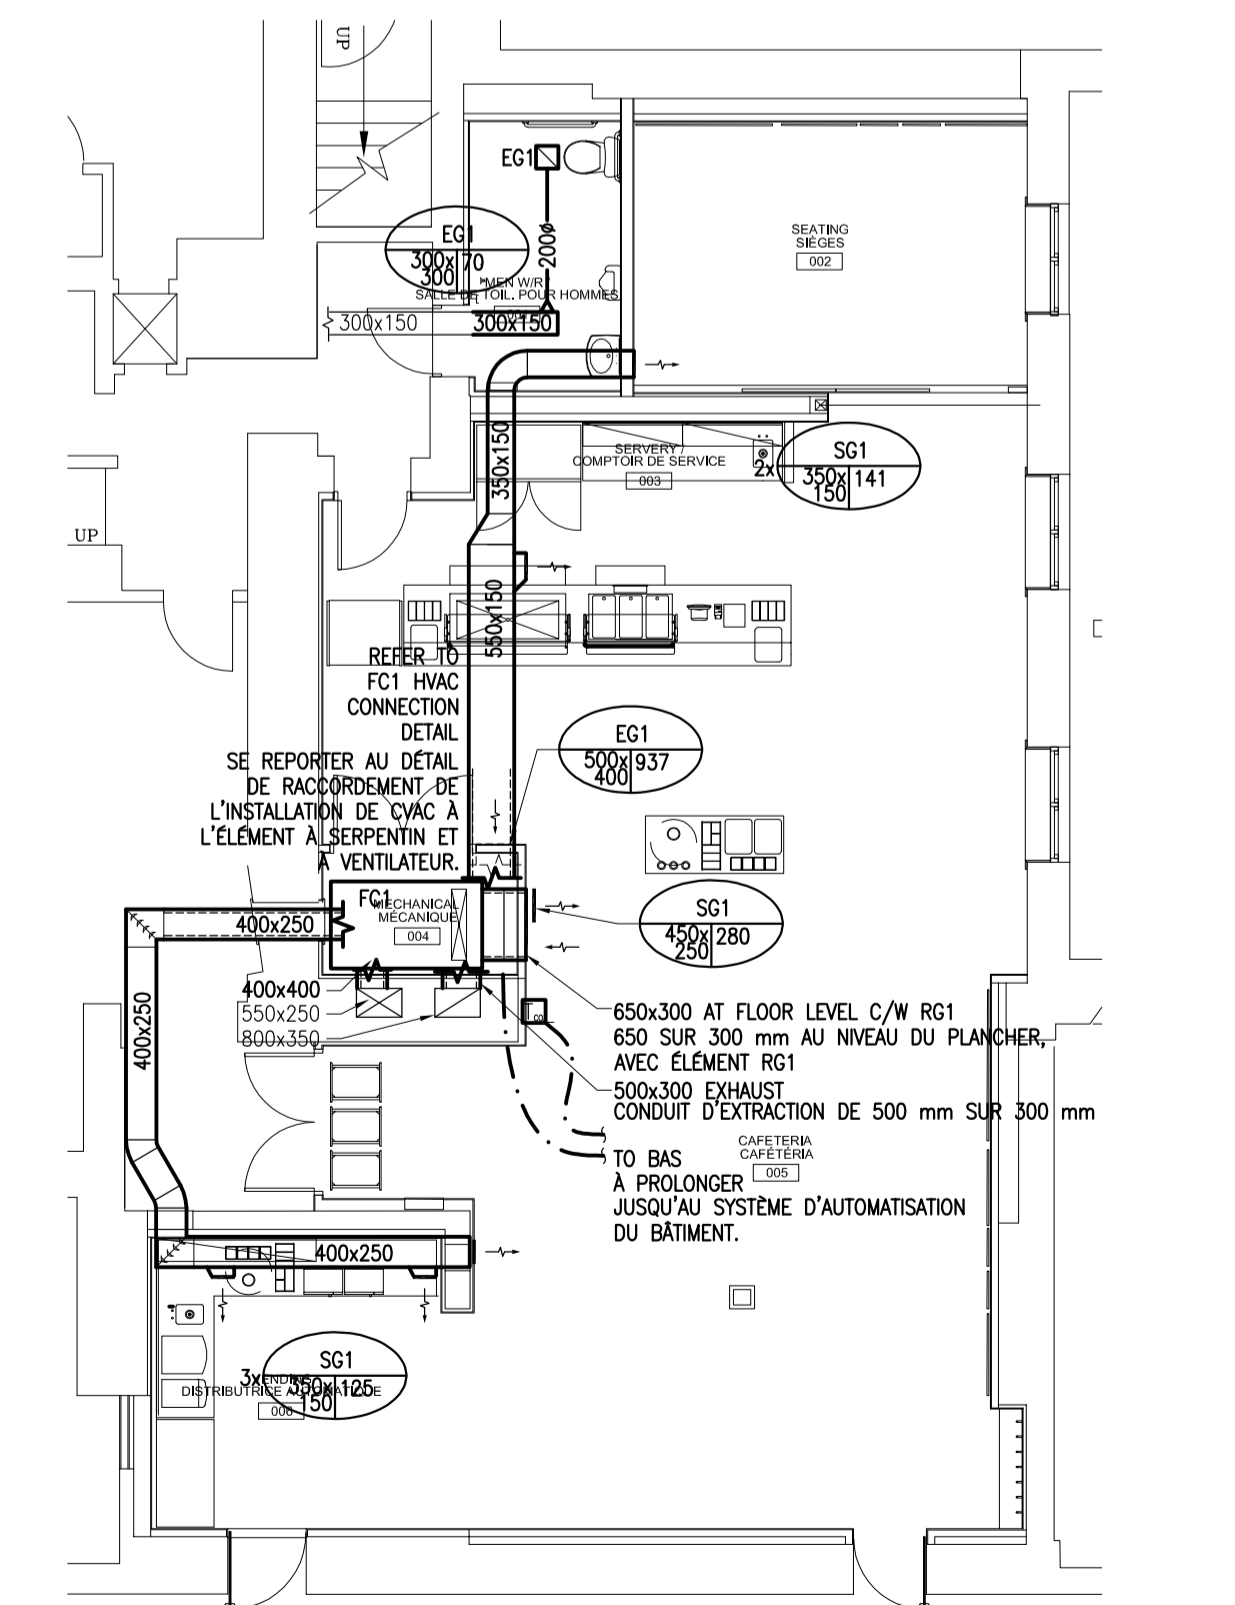 UP
EG1
EG1
300x 70
300
200ø
MEN W/R
SALLE DE TOIL. POUR HOMMES
300x150
300x150
SEATING
SIÈGES
002
350x150
SERVERY /
COMPTOIR DE SERVICE
003
2x
SG1
350x 141
150
UP
550x150
REFER TO
FC1 HVAC
CONNECTION
DETAIL
SE REPORTER AU DÉTAIL
DE RACCORDEMENT DE
L'INSTALLATION DE CVAC À
L'ÉLÉMENT À SERPENTIN ET
À VENTILATEUR.
EG1
500x 937
400
FC1
MECHANICAL
MÉCANIQUE
004
400x250
SG1
450x 280
250
400x400
550x250
800x350
400x250
T
CO
650x300 AT FLOOR LEVEL C/W RG1
650 SUR 300 mm AU NIVEAU DU PLANCHER,
AVEC ÉLÉMENT RG1
500x300 EXHAUST
CONDUIT D'EXTRACTION DE 500 mm SUR 300 mm
CAFETERIA
CAFÉTÉRIA
005
TO BAS
À PROLONGER
JUSQU'AU SYSTÈME D'AUTOMATISATION
DU BÂTIMENT.
400x250
SG1
3x
350x 125
150
DISTRIBUTRICE AUTOMATIQUE
006